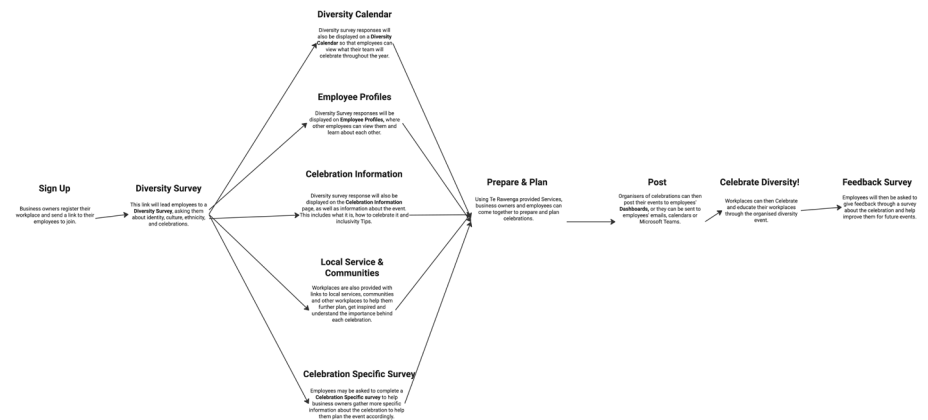 Sign Up
Business owners register their
workplace and send a link to their
employees to join.
Diversity Survey
This link will lead employees to a
Diversity Survey, asking them
about identity, culture, ethnicity,
and celebrations.
Diversity Calendar
Diversity survey responses will
also be displayed on a Diversity
Calendar so that employees can
view what their team will
celebrate throughout the year.
Employee Profiles
Diversity Survey responses will be
displayed on Employee Profiles, where
other employees can view them and
learn about each other.
Celebration Information
Diversity survey response will also be
displayed on the Celebration Information
page, as well as information about the event.
This includes what it is, how to celebrate it and
inclusivity Tips.
Local Service &
Communities
Workplaces are also provided with
links to local services, communities
and other workplaces to help them
further plan, get inspired and
understand the importance behind
each celebration.
Celebration Specific Survey
Employees may be asked to complete a
Celebration Specific survey to help
business owners gather more specific
information about the celebration to help
them plan the event accordingly.
Prepare & Plan
Using Te Rawenga provided Services,
business owners and employees can
come together to prepare and plan
celebrations.
Post
Organisers of celebrations can then
post their events to employees'
Dashboards, or they can be sent to
employees' emails, calendars or
Microsoft Teams.
Celebrate Diversity!
Workplaces can then Celebrate
and educate their workplaces
through the organised diversity
event.
Feedback Survey
Employees will then be asked to
give feedback through a survey
about the celebration and help
improve them for future events.